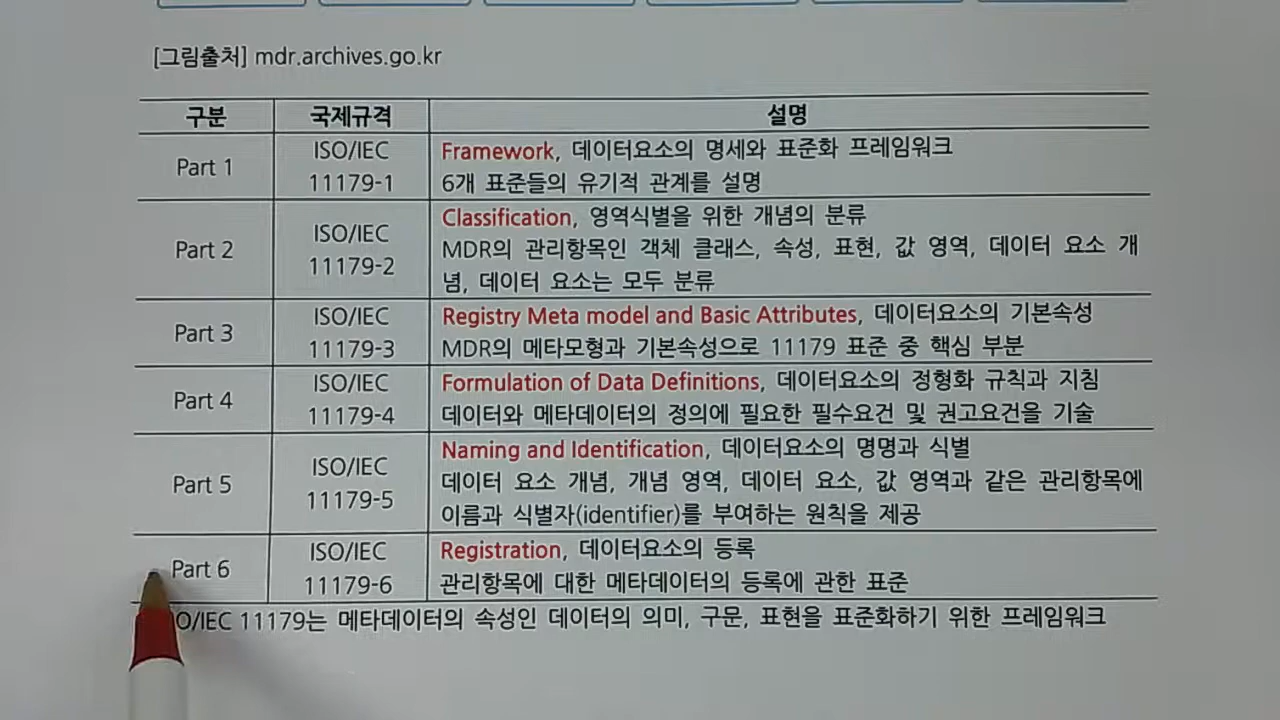 [그림출처] mdr.archives.go.kr
구분 국제규격 설명
Part 1
ISO/IEC
11179-1
Framework, 데이터요소의 명세와 표준화 프레임워크
6개 표준들의 유기적 관계를 설명
Part 2
ISO/IEC
11179-2
Classification, 영역식별을 위한 개념의 분류
MDR의 관리항목인 객체 클래스, 속성, 표현, 값 영역, 데이터 요소 개
념, 데이터 요소는 모두 분류
Part 3
ISO/IEC
11179-3
Registry Meta model and Basic Attributes, 데이터요소의 기본속성
MDR의 메타모형과 기본속성으로 11179 표준 중 핵심 부분
Part 4
ISO/IEC
11179-4
Formulation of Data Definitions, 데이터요소의 정형화 규칙과 지침
데이터와 메타데이터의 정의에 필요한 필수요건 및 권고요건을 기술
Part 5
ISO/IEC
11179-5
Naming and Identification, 데이터요소의 명명과 식별
데이터 요소 개념, 개념 영역, 데이터 요소, 값 영역과 같은 관리항목에
이름과 식별자(identifier)를 부여하는 원칙을 제공
Part 6
ISO/IEC
11179-6
Registration, 데이터요소의 등록
관리항목에 대한 메타데이터의 등록에 관한 표준
O/IEC 11179는 메타데이터의 속성인 데이터의 의미, 구문, 표현을 표준화하기 위한 프레임워크